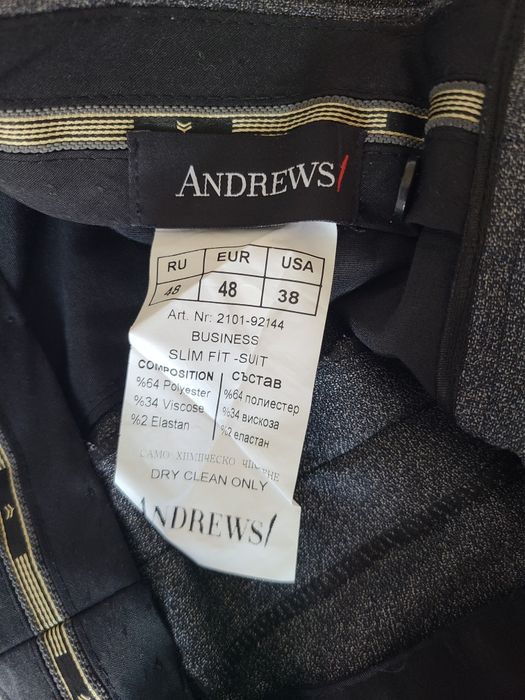 ANDREWS/
RU EUR USA
48 48 38
Art. Nr: 2101-92144
BUSINESS
SLIM FIT -SUIT
COMPOSITION Състав
%64 Polyester %64 полиестер
%34 Viscose %34 вискоза
%2 Elastan %2 еластан
САМО ХИМИЧЕСКО ЧИСТЕНЕ
DRY CLEAN ONLY
ANDREWS/